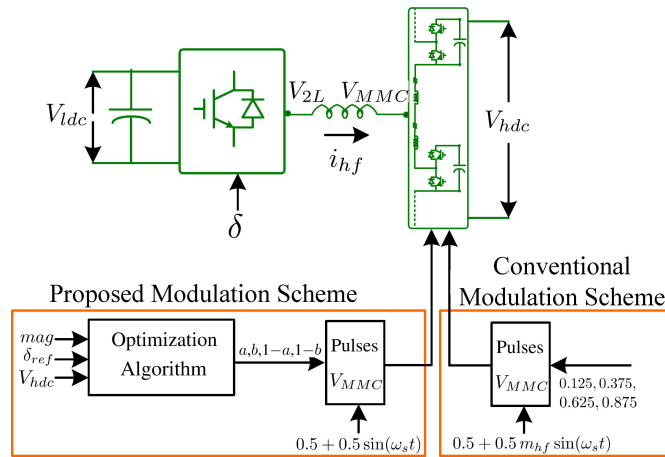 V_{ldc}
V_{2L}
V_{MMC}
i_{hf}
V_{hdc}
δ
Proposed Modulation Scheme
mag
δ_{ref}
V_{hdc}
Optimization
Algorithm
a,b,1−a,1−b
Pulses
V_{MMC}
0.5 + 0.5 sin(ω_s t)
Conventional
Modulation Scheme
Pulses
V_{MMC}
0.125, 0.375,
0.625, 0.875
0.5 + 0.5 m_{hf} sin(ω_s t)